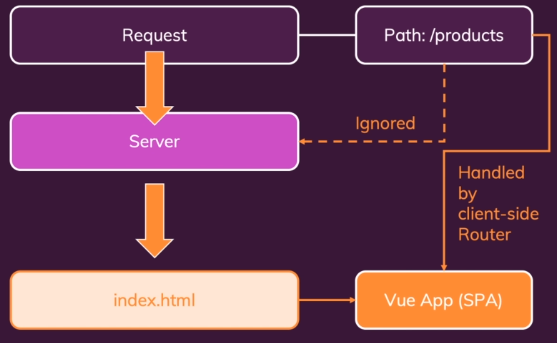 Request
Path: /products
Ignored
Server
Handled
by
client-side
Router
index.html
Vue App (SPA)